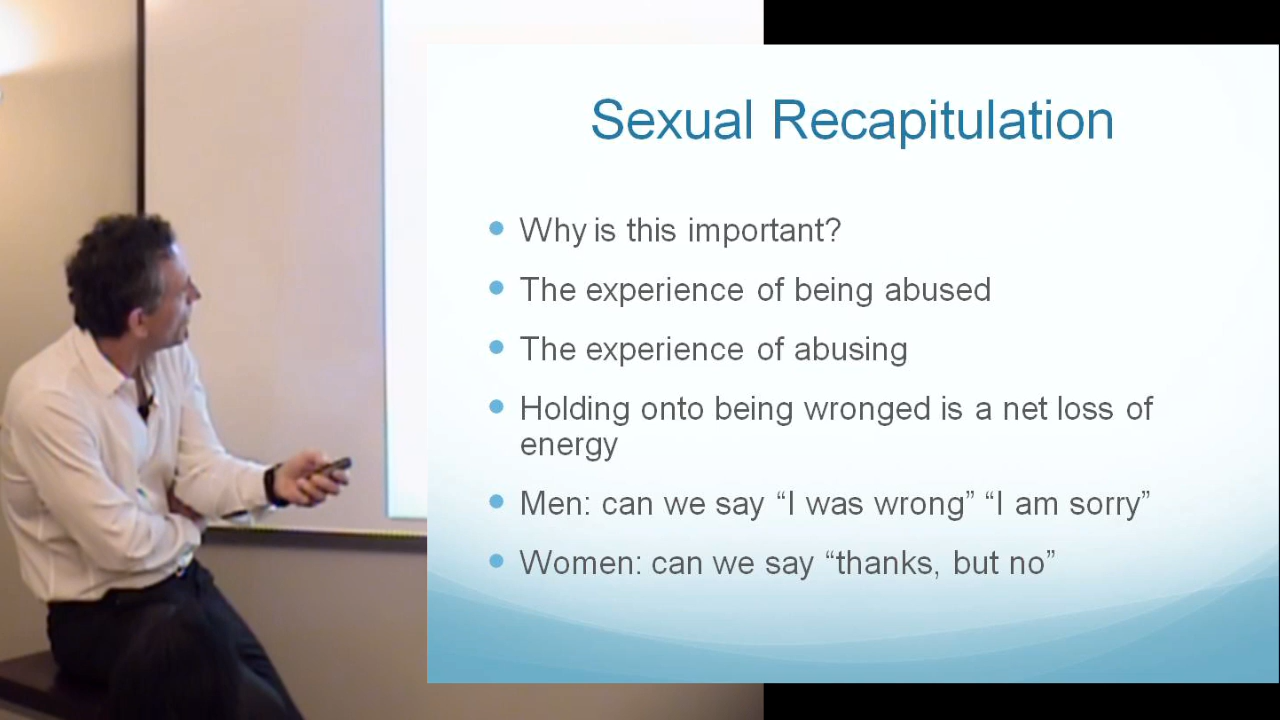 Sexual Recapitulation
Why is this important?
The experience of being abused
The experience of abusing
Holding onto being wronged is a net loss of
energy
Men: can we say “I was wrong” “I am sorry”
Women: can we say “thanks, but no”